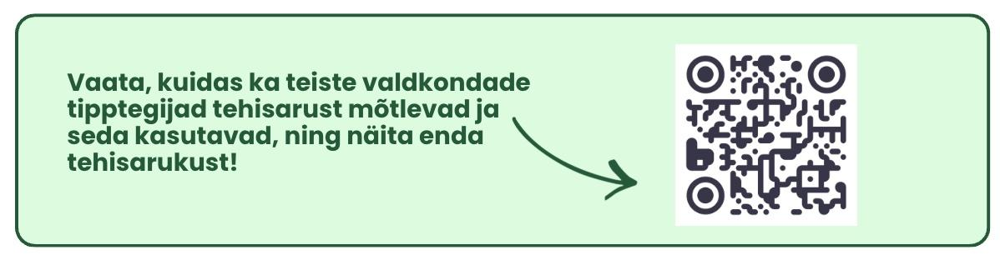 Vaata, kuidas ka teiste valdkondade
tipptegijad tehisarust mõtlevad ja
seda kasutavad, ning näita enda
tehisarukust!